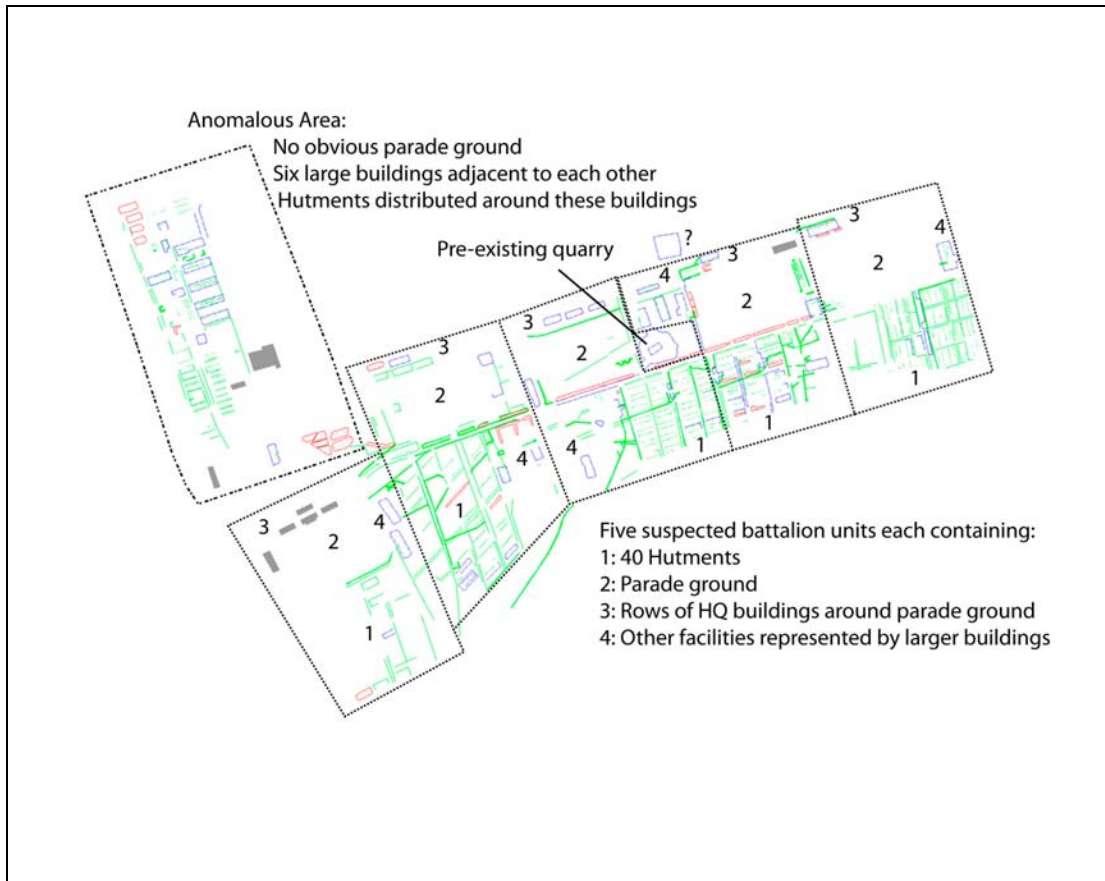 Anomalous Area:
No obvious parade ground
Six large buildings adjacent to each other
Hutments distributed around these buildings
Pre-existing quarry
?
3
4
4
3
2
2
3
2
3
2
1
4
1
1
4
1
3
2
4
1
Five suspected battalion units each containing:
1: 40 Hutments
2: Parade ground
3: Rows of HQ buildings around parade ground
4: Other facilities represented by larger buildings